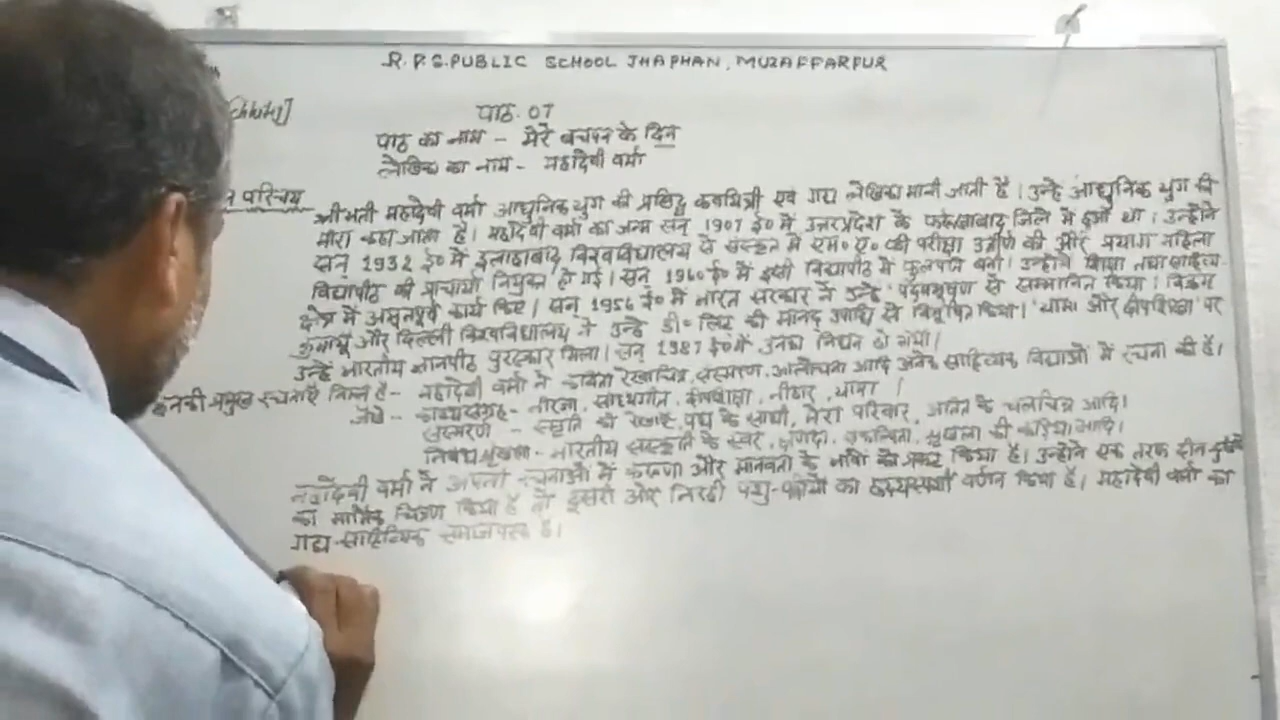 R.P.S. PUBLIC SCHOOL JHAPHAN, MUZAFFARPUR
पाठ. 07
पाठ का नाम - मेरे बचपन के दिन
लेखिका का नाम - महादेवी वर्मा
परिचय
श्रीमती महादेवी वर्मा आधुनिक युग की प्रसिद्ध कवयित्री एवं गद्य लेखिका मानी जाती है। उन्हे आधुनिक युग की
मीरा कहा जाता है। महादेवी वर्मा का जन्म सन् 1907 ई० में उत्तरप्रदेश के फर्रुखाबाद जिले में हुआ था। उन्होंने
सन् 1932 ई० में इलाहाबाद विश्वविद्यालय से संस्कृत में एम० ए० की परीक्षा उत्तीर्ण की और प्रयाग महिला
विद्यापीठ की प्राचार्या नियुक्त हो गई। सन् 1960 ई० में इसी विद्यापीठ में कुलपति बनी। उन्होंने शिक्षा तथा साहित्य
क्षेत्र में अभूतपूर्व कार्य किए। सन् 1956 ई० में भारत सरकार ने उन्हें पद्मभूषण से सम्मानित किया। विक्रम
कुमायूँ और दिल्ली विश्वविद्यालय ने उन्हे डी० लिट की मानद उपाधि से विभूषित किया। 'यामा और दीपशिखा' पर
उन्हें भारतीय ज्ञानपीठ पुरस्कार मिला। सन् 1987 ई० में उनका निधन हो गया।
इनकी प्रमुख रचनाएँ निम्न है - महादेवी वर्मा ने कविता रेखाचित्र, संस्मरण, आलोचना आदि अनेक साहित्यिक विद्याओं में रचना की है।
जैसे - काव्यसंग्रह - नीरजा, सांध्यगीत, दीपशिखा, नीहार, यामा।
संस्मरण - स्मृति की रेखाएँ, पथ के साथी, मेरा परिवार, अतित के चलचित्र आदि।
निबंध - भारतीय संस्कृति के स्वर, क्षणदा, संकल्पिता, श्रृंखला की कड़ियां आदि।
महादेवी वर्मा ने अपनी रचनाओं में करूणा और मानवता के भावों को प्रकट किया है। उन्होंने एक तरफ दीन
का मार्मिक चित्रण किया है तो दूसरी ओर निरही पशु-पक्षियों का हृदयस्पर्शी वर्णन किया है। महादेवी वर्मा का
गद्य साहित्यिक समाजपरक है।